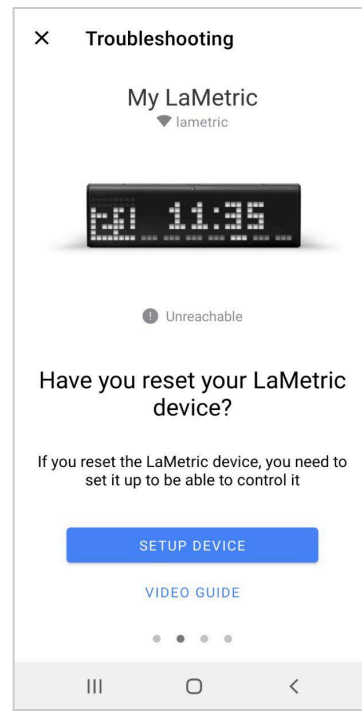 Troubleshooting
My LaMetric
lametric
11:35
Unreachable
Have you reset your LaMetric
device?
If you reset the LaMetric device, you need to
set it up to be able to control it
SETUP DEVICE
VIDEO GUIDE